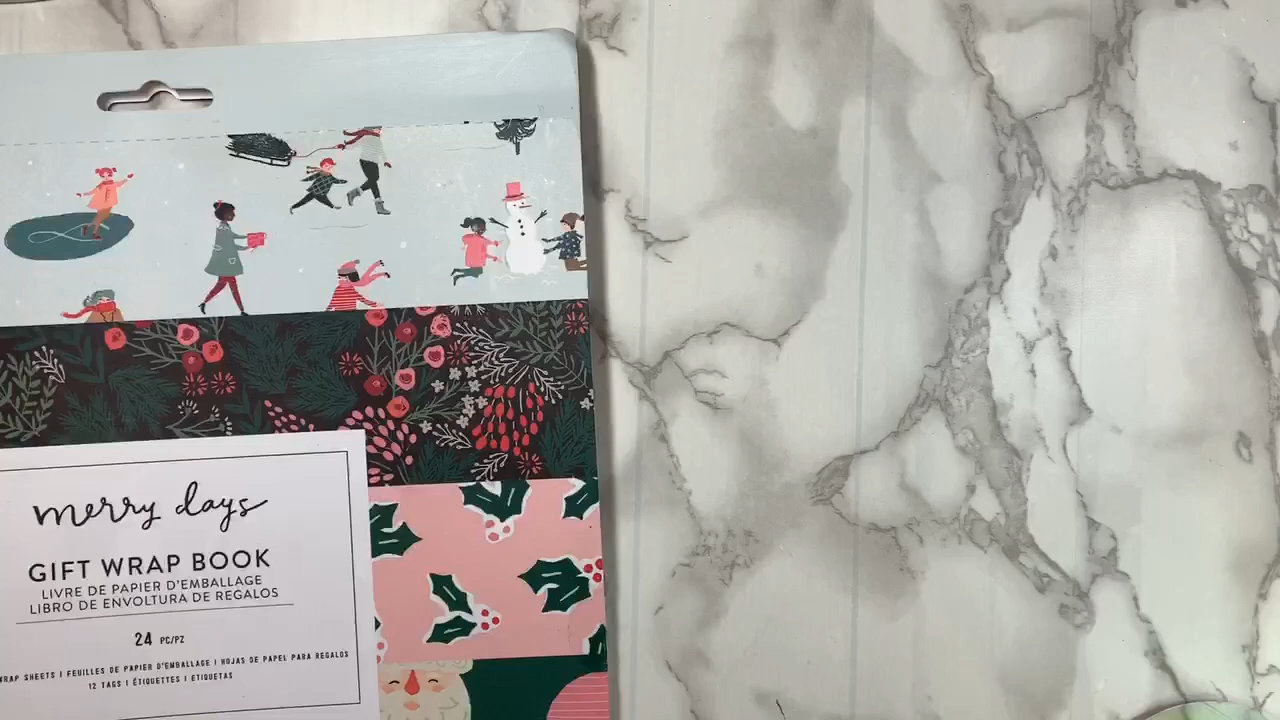 merry days
GIFT WRAP BOOK
LIVRE DE PAPIER D'EMBALLAGE
LIBRO DE ENVOLTURA DE REGALOS
24 PC/PZ
SHEETS | FEUILLES DE PAPIER D'EMBALLAGE | HOJAS DE PAPEL PARA REGALOS
12 TAGS | ÉTIQUETTES | ETIQUETAS